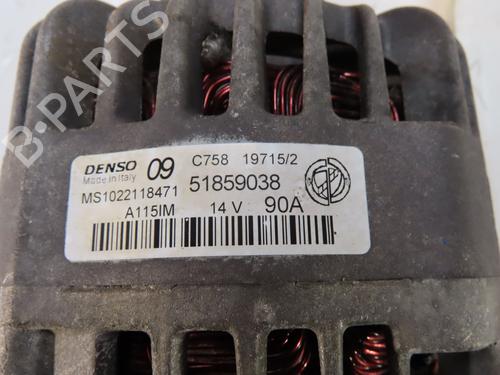 B-PARTS
DENSO 09 C758 19715/2
Made in Italy
MS1022118471 51859038
A115IM 14 V 90A